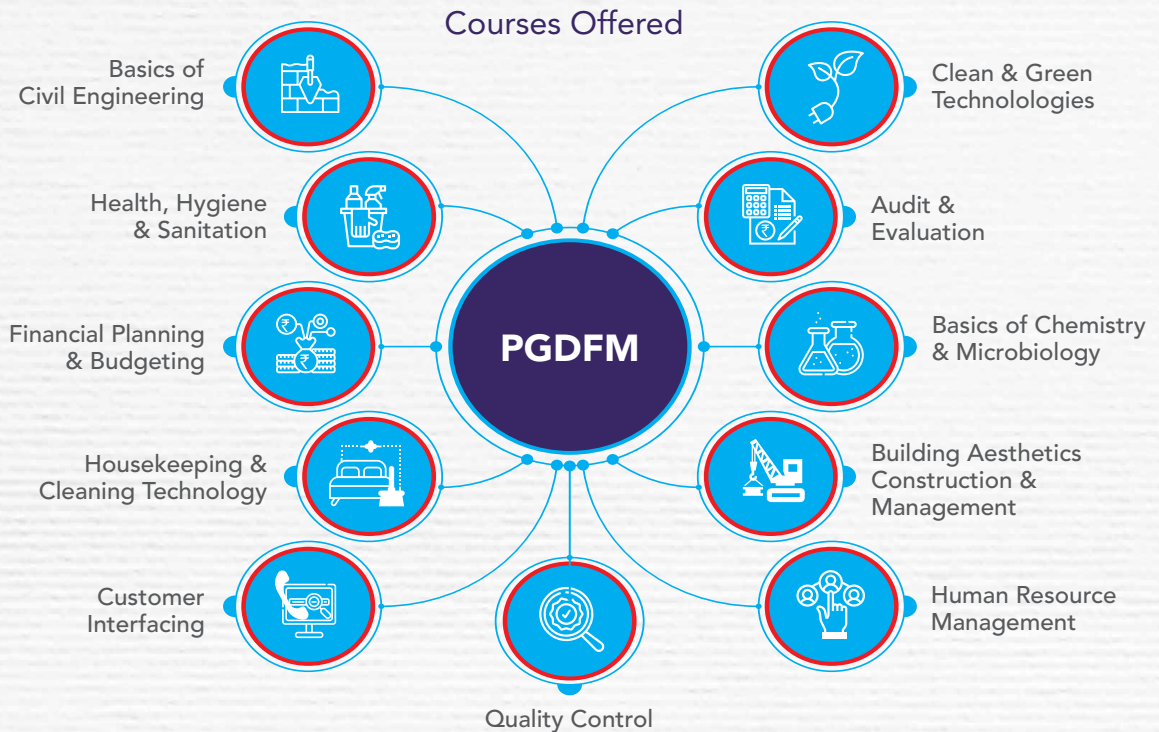 Courses Offered
Basics of
Civil Engineering
Health, Hygiene
& Sanitation
Financial Planning
& Budgeting
Housekeeping &
Cleaning Technology
Customer
Interfacing
PGDFM
Clean & Green
Technolologies
Audit &
Evaluation
Basics of Chemistry
& Microbiology
Building Aesthetics
Construction &
Management
Human Resource
Management
Quality Control
₹
₹
₹